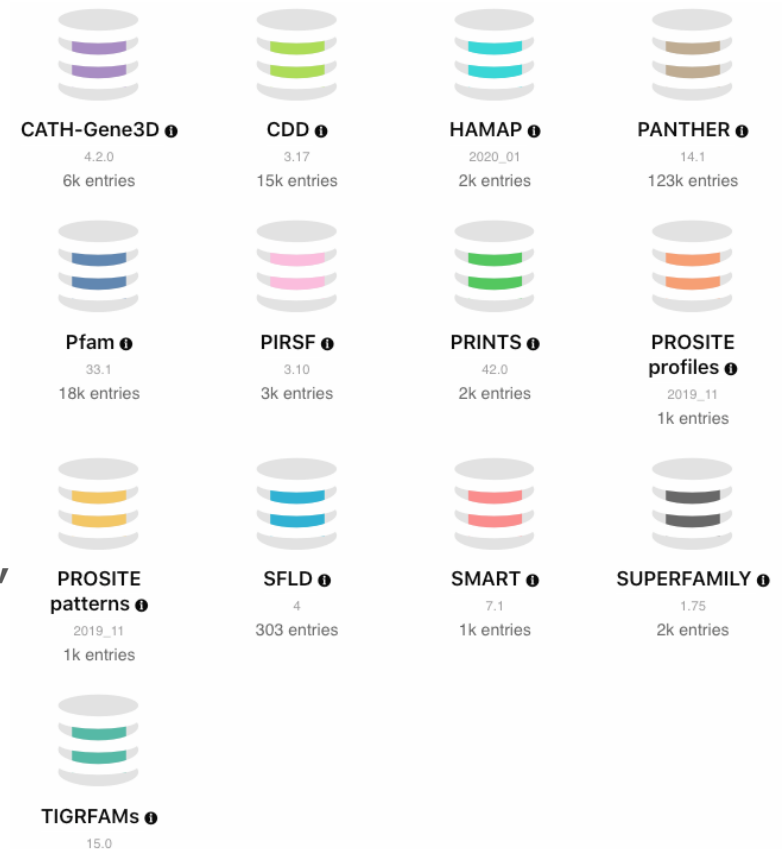 CATH-Gene3D
4.2.0
6k entries
CDD
3.17
15k entries
HAMAP
2020_01
2k entries
PANTHER
14.1
123k entries
Pfam
33.1
18k entries
PIRSF
3.10
3k entries
PRINTS
42.0
2k entries
PROSITE
profiles
2019_11
1k entries
PROSITE
patterns
2019_11
1k entries
SFLD
4
303 entries
SMART
7.1
1k entries
SUPERFAMILY
1.75
2k entries
TIGRFAMs
15.0